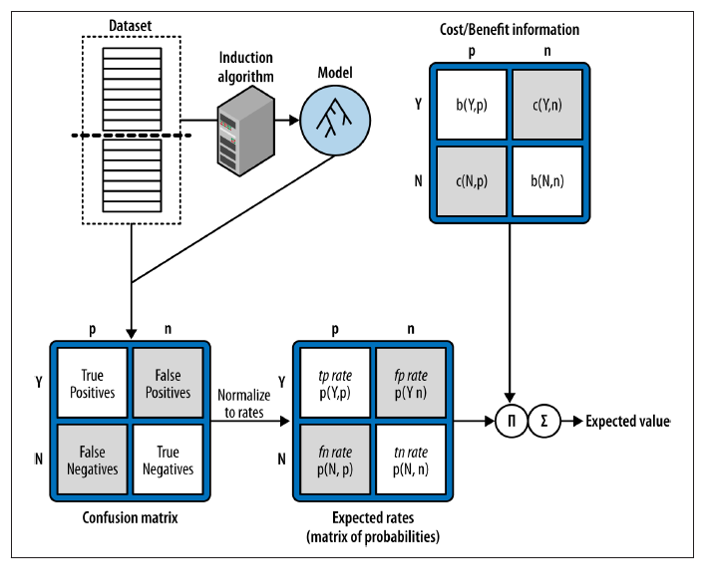 Dataset
Induction
algorithm
Model
Cost/Benefit information
p n
Y b(Y,p) c(Y,n)
N c(N,p) b(N,n)
p n
Y True
Positives
False
Positives
N False
Negatives
True
Negatives
Confusion matrix
Normalize
to rates
p n
Y tp rate
p(Y,p)
fp rate
p(Y n)
N fn rate
p(N, p)
tn rate
p(N, n)
Expected rates
(matrix of probabilities)
Π Σ Expected value